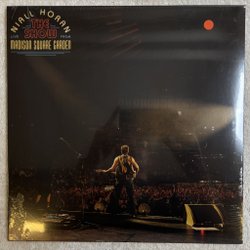 NIALL HORAN
THE
LIVE SHOW FROM
MADISON SQUARE GARDEN